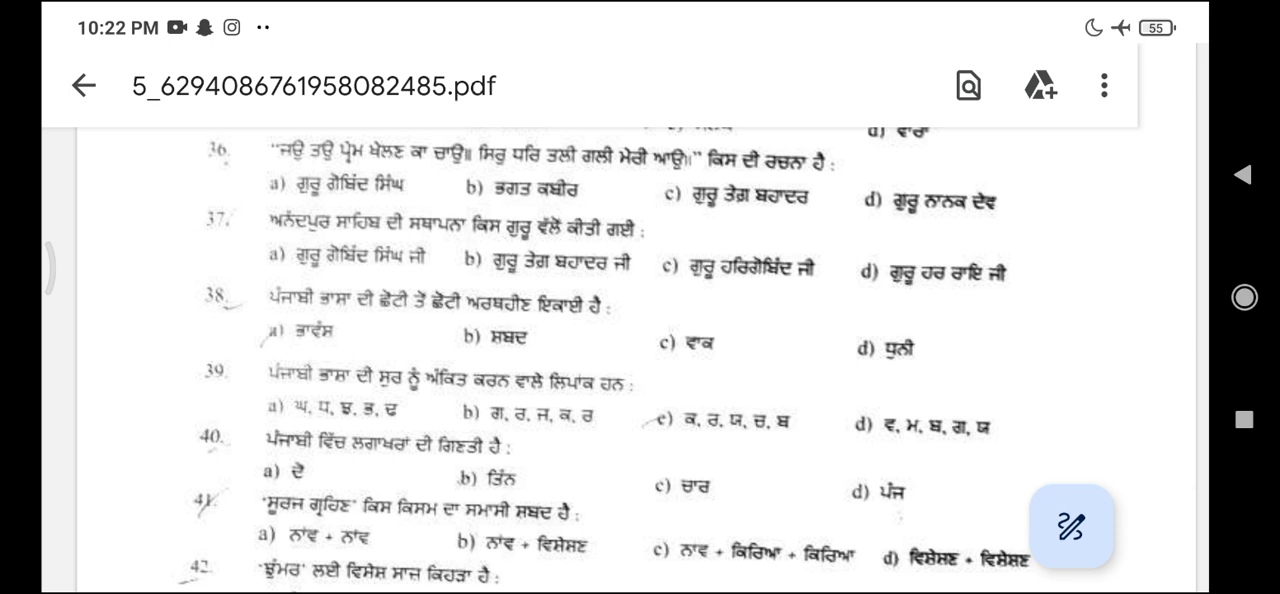 10:22 PM
55
5_6294086761958082485.pdf
d) ਵਾਰਾਂ
36. "ਜਉ ਤਉ ਪ੍ਰੇਮ ਖੇਲਣ ਕਾ ਚਾਉ॥ ਸਿਰੁ ਧਰਿ ਤਲੀ ਗਲੀ ਮੇਰੀ ਆਉ॥" ਕਿਸ ਦੀ ਰਚਨਾ ਹੈ :
a) ਗੁਰੂ ਗੋਬਿੰਦ ਸਿੰਘ b) ਭਗਤ ਕਬੀਰ c) ਗੁਰੂ ਤੇਗ਼ ਬਹਾਦਰ d) ਗੁਰੂ ਨਾਨਕ ਦੇਵ
37. ਅਨੰਦਪੁਰ ਸਾਹਿਬ ਦੀ ਸਥਾਪਨਾ ਕਿਸ ਗੁਰੂ ਵੱਲੋਂ ਕੀਤੀ ਗਈ :
a) ਗੁਰੂ ਗੋਬਿੰਦ ਸਿੰਘ ਜੀ b) ਗੁਰੂ ਤੇਗ਼ ਬਹਾਦਰ ਜੀ c) ਗੁਰੂ ਹਰਿਗੋਬਿੰਦ ਜੀ d) ਗੁਰੂ ਹਰ ਰਾਇ ਜੀ
38. ਪੰਜਾਬੀ ਭਾਸ਼ਾ ਦੀ ਛੋਟੀ ਤੋਂ ਛੋਟੀ ਅਰਥਹੀਣ ਇਕਾਈ ਹੈ :
a) ਭਾਵੰਸ਼ b) ਸ਼ਬਦ c) ਵਾਕ d) ਧੁਨੀ
39. ਪੰਜਾਬੀ ਭਾਸ਼ਾ ਦੀ ਸੁਰ ਨੂੰ ਅੰਕਿਤ ਕਰਨ ਵਾਲੇ ਲਿਪਾਂਕ ਹਨ :
a) ਘ, ਧ, ਝ, ਭ, ਢ b) ਗ, ਰ, ਜ, ਕ, ਰ c) ਕ, ਰ, ਯ, ਚ, ਬ d) ਵ, ਮ, ਬ, ਗ, ਯ
40. ਪੰਜਾਬੀ ਵਿੱਚ ਲਗਾਖਰਾਂ ਦੀ ਗਿਣਤੀ ਹੈ :
a) ਦੋ b) ਤਿੰਨ c) ਚਾਰ d) ਪੰਜ
41. 'ਸੂਰਜ ਗ੍ਰਹਿਣ' ਕਿਸ ਕਿਸਮ ਦਾ ਸਮਾਸੀ ਸ਼ਬਦ ਹੈ :
a) ਨਾਂਵ + ਨਾਂਵ b) ਨਾਂਵ + ਵਿਸ਼ੇਸ਼ਣ c) ਨਾਂਵ + ਕਿਰਿਆ + ਕਿਰਿਆ d) ਵਿਸ਼ੇਸ਼ਣ + ਵਿਸ਼ੇਸ਼ਣ
42. 'ਝੁੰਮਰ' ਲਈ ਵਿਸ਼ੇਸ਼ ਸਾਜ਼ ਕਿਹੜਾ ਹੈ :